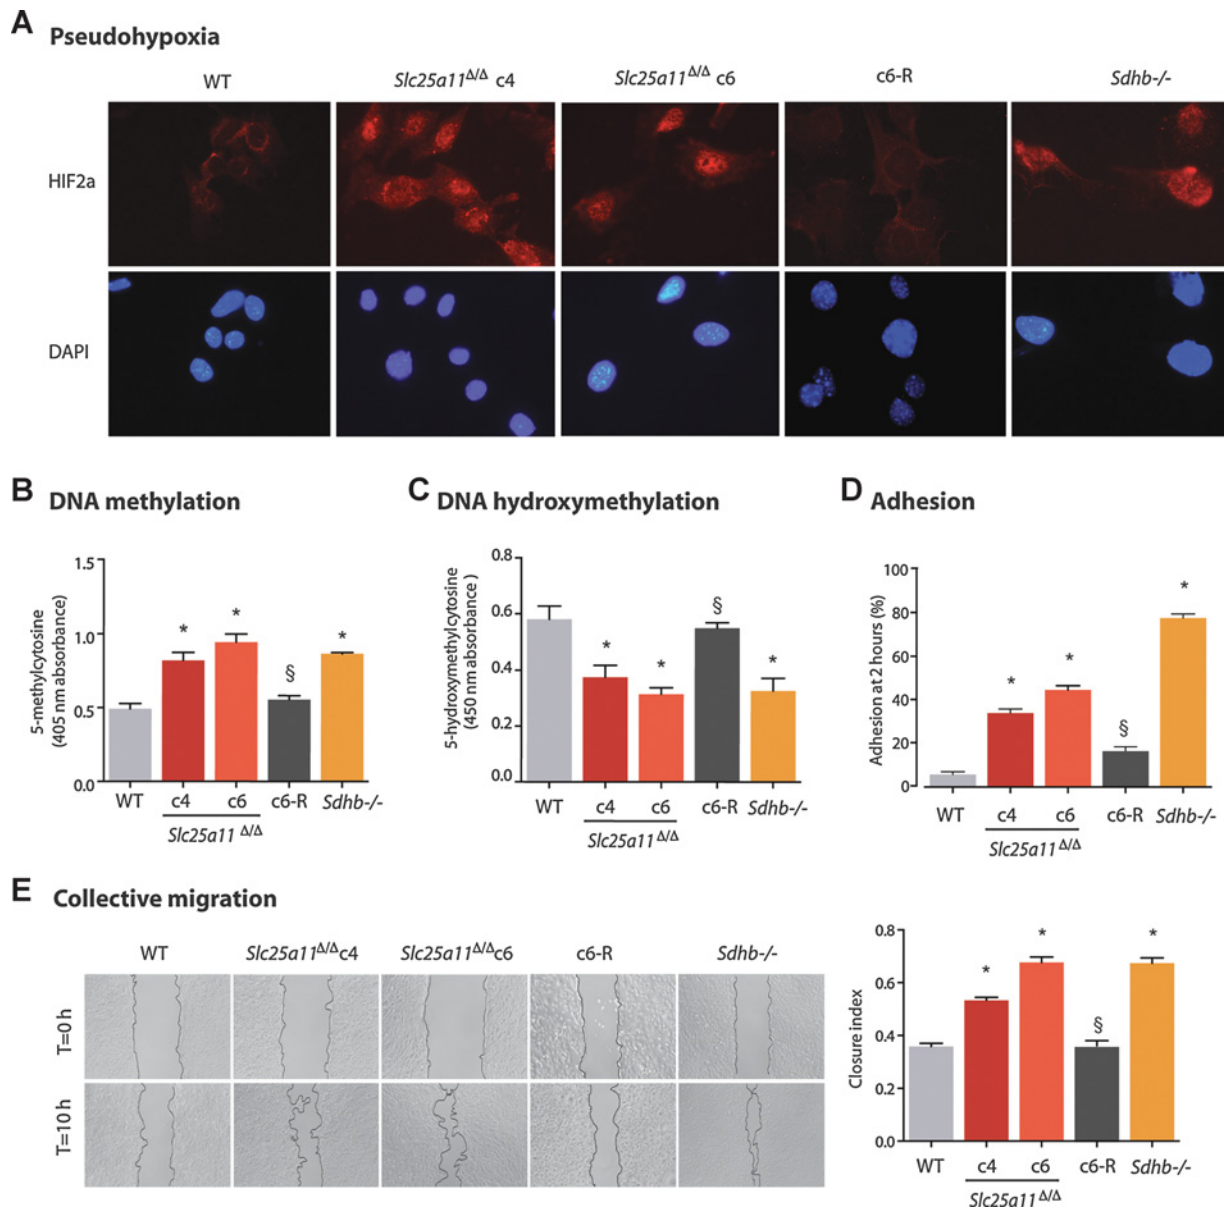 A Pseudohypoxia
WT Slc25a11Δ/Δ c4 Slc25a11Δ/Δ c6 c6-R Sdhb-/-
HIF2a
DAPI
B DNA methylation
5-methylcytosine
(405 nm absorbance)
1.5
1.0
0.5
0.0
* * § *
WT c4 c6 c6-R Sdhb-/-
Slc25a11 Δ/Δ
C DNA hydroxymethylation
5-hydroxymethylcytosine
(450 nm absorbance )
0.8
0.6
0.4
0.2
0.0
* * § *
WT c4 c6 c6-R Sdhb-/-
Slc25a11Δ/Δ
D Adhesion
Adhesion at 2 hours (%)
100
80
60
40
20
0
* * § *
WT c4 c6 c6-R Sdhb-/-
Slc25a11Δ/Δ
E Collective migration
WT Slc25a11Δ/Δc4 Slc25a11Δ/Δc6 c6-R Sdhb-/-
T=0 h
T=10 h
Closure index
0.8
0.6
0.4
0.2
0.0
* * § *
WT c4 c6 c6-R Sdhb-/-
Slc25a11Δ/Δ